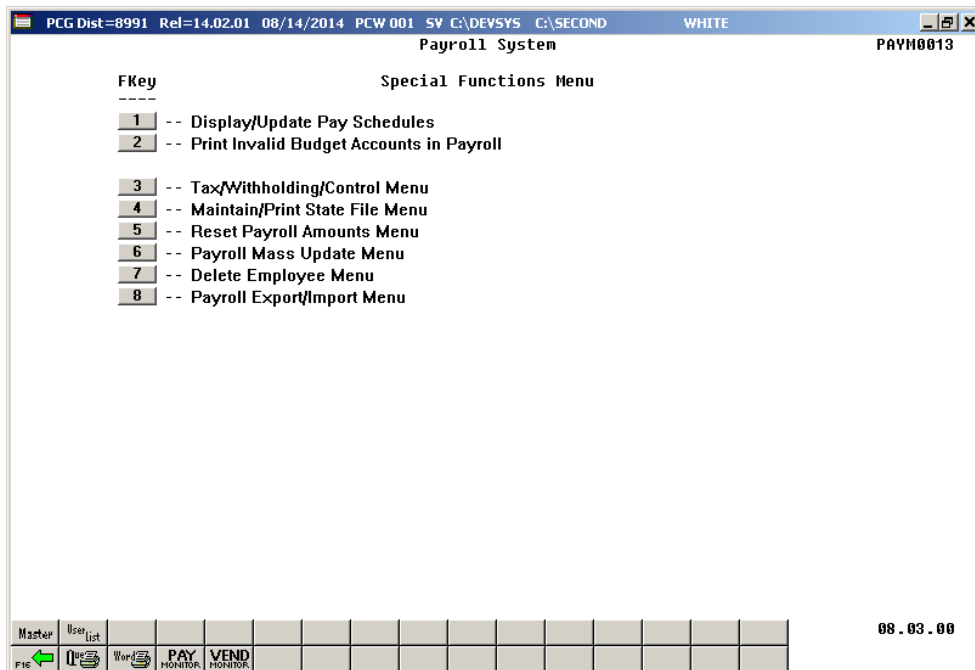 PCG Dist=8991 Rel=14.02.01 08/14/2014 PCW 001 SV C:\DEVSYS C:\SECOND WHITE
Payroll System PAYM0013
FKey Special Functions Menu
----
1 -- Display/Update Pay Schedules
2 -- Print Invalid Budget Accounts in Payroll
3 -- Tax/Withholding/Control Menu
4 -- Maintain/Print State File Menu
5 -- Reset Payroll Amounts Menu
6 -- Payroll Mass Update Menu
7 -- Delete Employee Menu
8 -- Payroll Export/Import Menu
Master User List 08.03.00
F16 Que Word PAY MONITOR VEND MONITOR